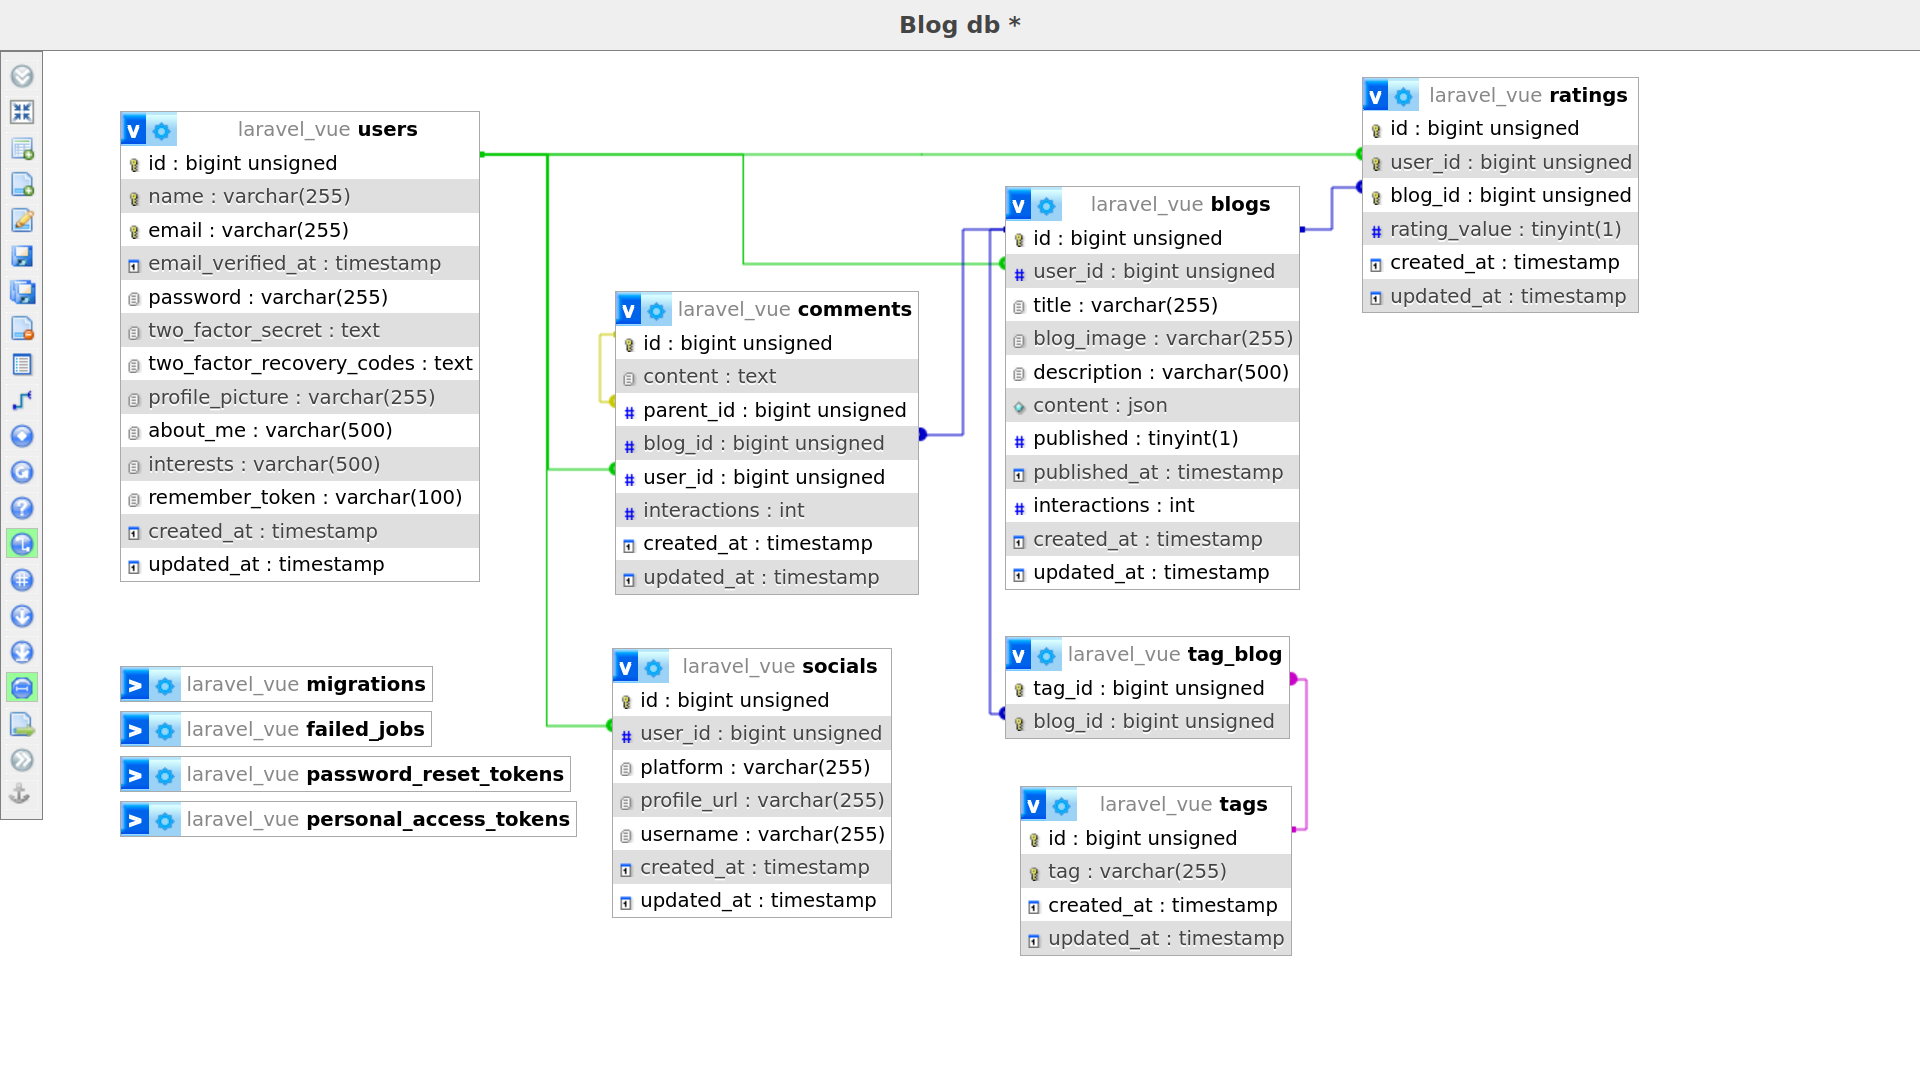 Blog db *
laravel_vue users
id : bigint unsigned
name : varchar(255)
email : varchar(255)
email_verified_at : timestamp
password : varchar(255)
two_factor_secret : text
two_factor_recovery_codes : text
profile_picture : varchar(255)
about_me : varchar(500)
interests : varchar(500)
remember_token : varchar(100)
created_at : timestamp
updated_at : timestamp
laravel_vue migrations
laravel_vue failed_jobs
laravel_vue password_reset_tokens
laravel_vue personal_access_tokens
laravel_vue comments
id : bigint unsigned
content : text
parent_id : bigint unsigned
blog_id : bigint unsigned
user_id : bigint unsigned
interactions : int
created_at : timestamp
updated_at : timestamp
laravel_vue socials
id : bigint unsigned
user_id : bigint unsigned
platform : varchar(255)
profile_url : varchar(255)
username : varchar(255)
created_at : timestamp
updated_at : timestamp
laravel_vue blogs
id : bigint unsigned
user_id : bigint unsigned
title : varchar(255)
blog_image : varchar(255)
description : varchar(500)
content : json
published : tinyint(1)
published_at : timestamp
interactions : int
created_at : timestamp
updated_at : timestamp
laravel_vue tag_blog
tag_id : bigint unsigned
blog_id : bigint unsigned
laravel_vue tags
id : bigint unsigned
tag : varchar(255)
created_at : timestamp
updated_at : timestamp
laravel_vue ratings
id : bigint unsigned
user_id : bigint unsigned
blog_id : bigint unsigned
rating_value : tinyint(1)
created_at : timestamp
updated_at : timestamp